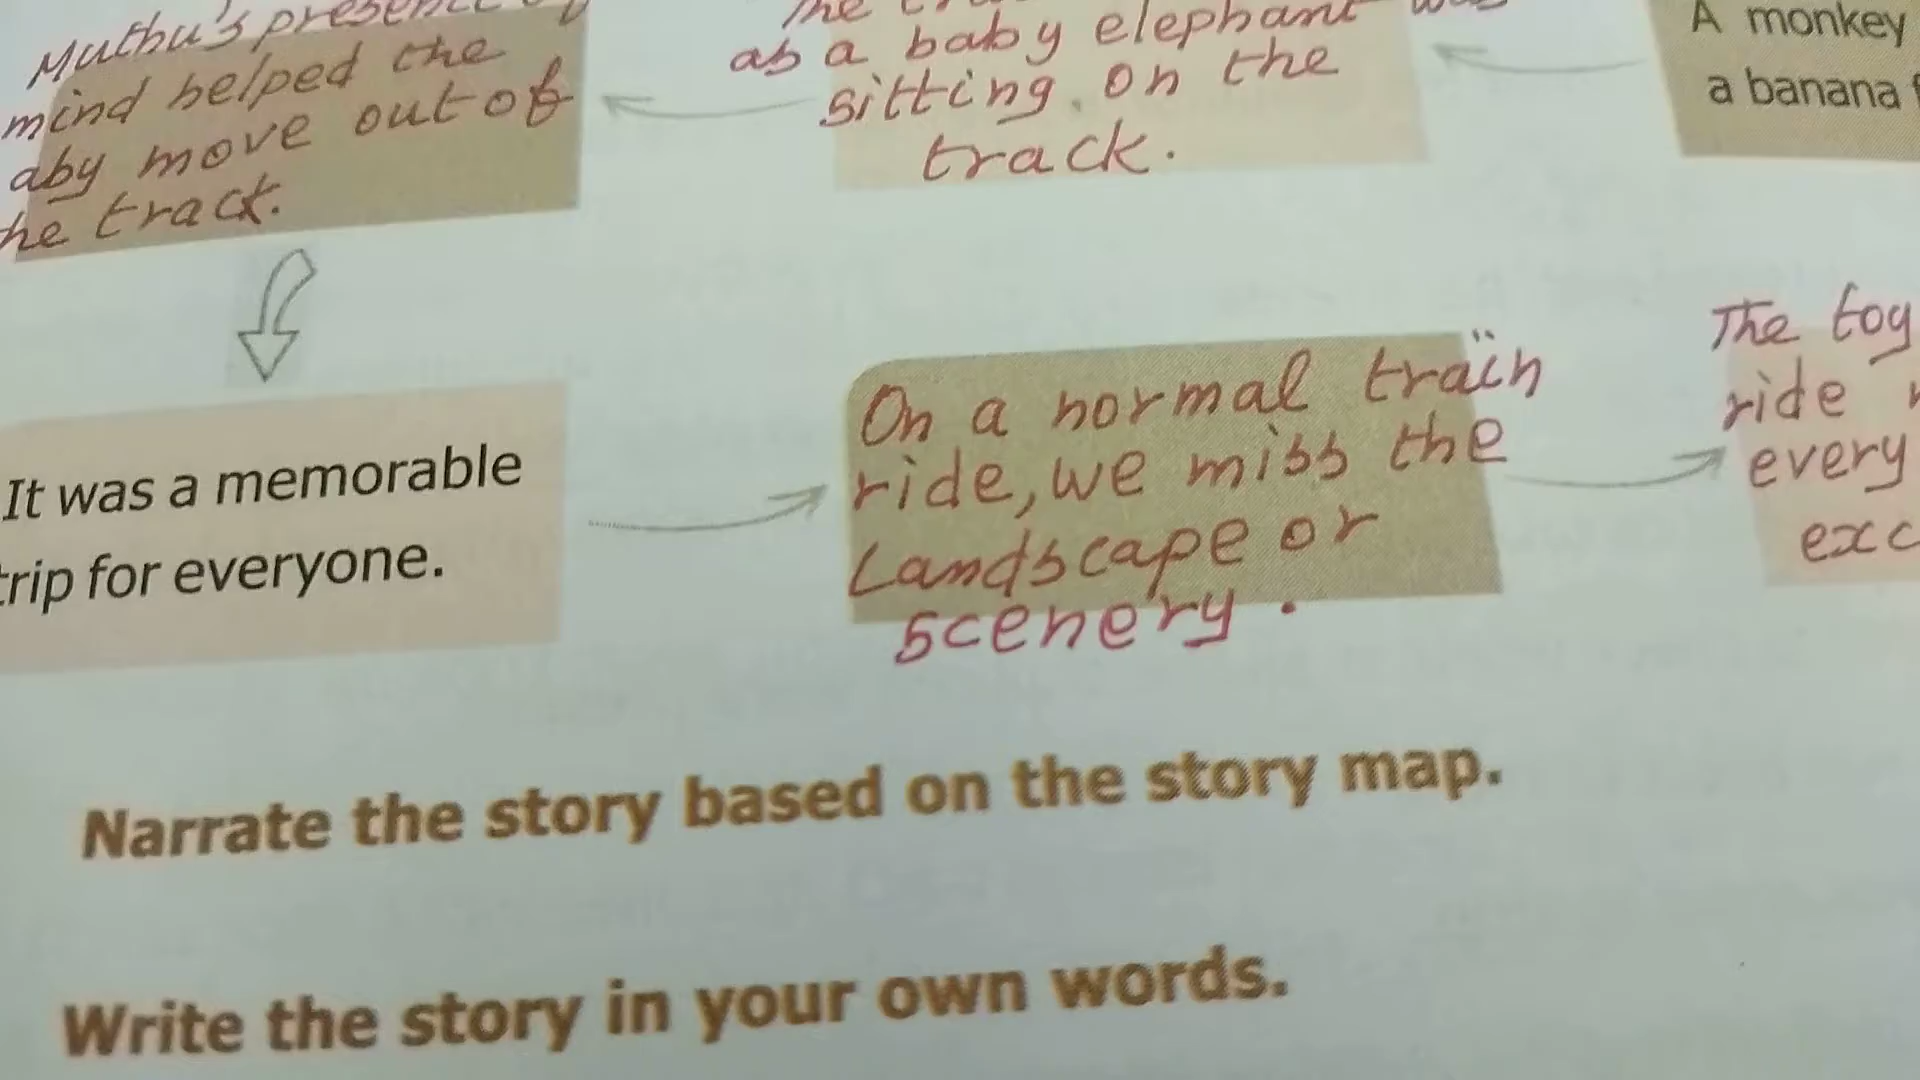 Muthu's presence of
mind helped the
aby move out of
he track.
The
as a baby elephant was
sitting on the
track.
A monkey
a banana
It was a memorable
trip for everyone.
On a normal train
ride, we miss the
Landscape or
scenery.
The toy
ride
every
exc
Narrate the story based on the story map.
Write the story in your own words.